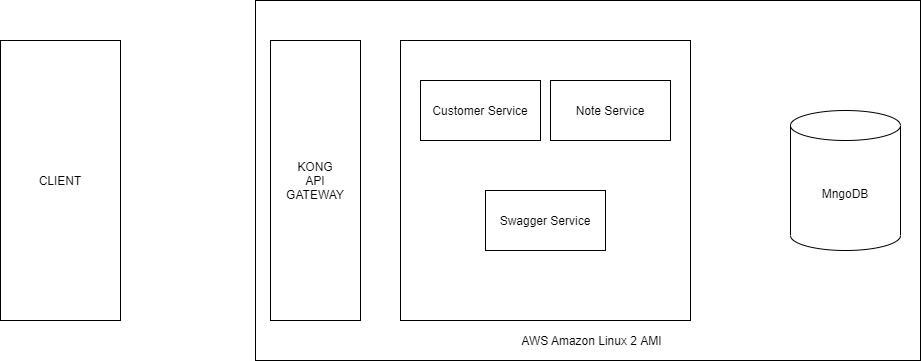 CLIENT
KONG
API
GATEWAY
Customer Service
Note Service
Swagger Service
MngoDB
AWS Amazon Linux 2 AMI